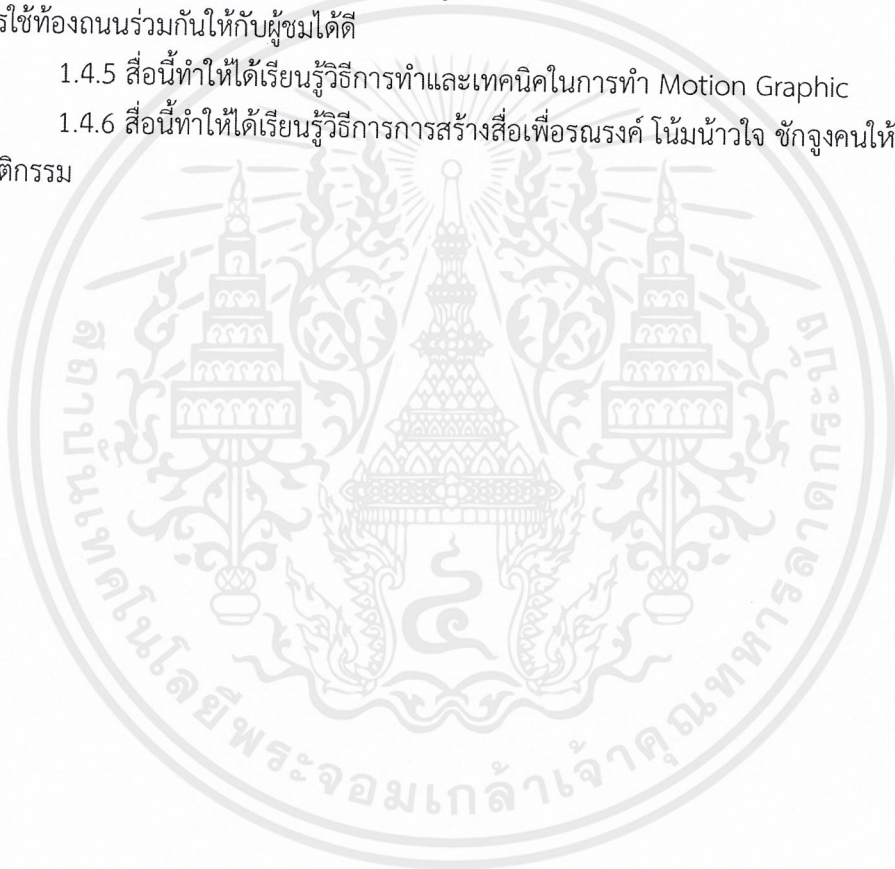 รใช้ท้องถนนร่วมกันให้กับผู้ชมได้ดี
1.4.5 สื่อนี้ทำให้ได้เรียนรู้วิธีการทำและเทคนิคในการทำ Motion Graphic
1.4.6 สื่อนี้ทำให้ได้เรียนรู้วิธีการการสร้างสื่อเพื่อรณรงค์ โน้มน้าวใจ ชักจูงคนให้
ติกรรม
สถาบันเทคโนโลยีพระจอมเกล้าเจ้าคุณทหารลาดกระบัง
๔